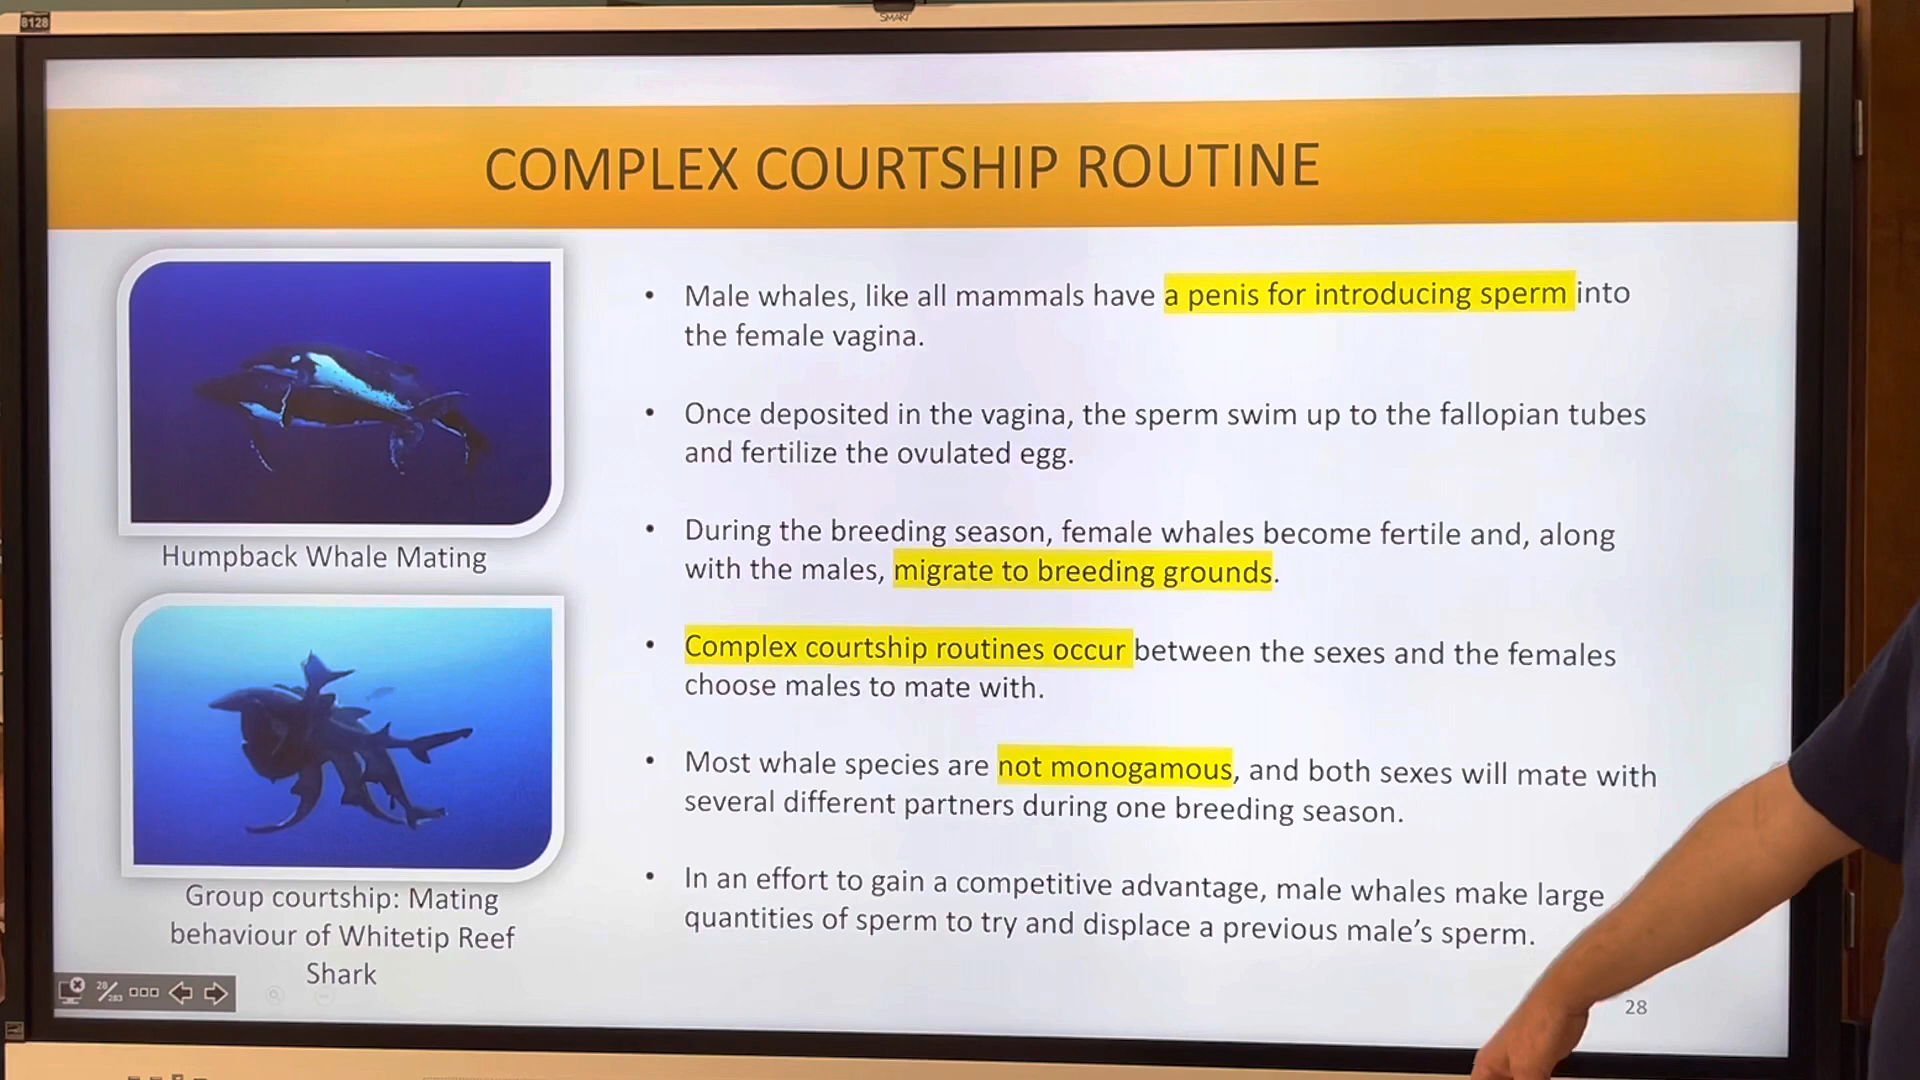 8128
SMART
COMPLEX COURTSHIP ROUTINE
Humpback Whale Mating
Group courtship: Mating
behaviour of Whitetip Reef
Shark
• Male whales, like all mammals have a penis for introducing sperm into
the female vagina.
• Once deposited in the vagina, the sperm swim up to the fallopian tubes
and fertilize the ovulated egg.
• During the breeding season, female whales become fertile and, along
with the males, migrate to breeding grounds.
• Complex courtship routines occur between the sexes and the females
choose males to mate with.
• Most whale species are not monogamous, and both sexes will mate with
several different partners during one breeding season.
• In an effort to gain a competitive advantage, male whales make large
quantities of sperm to try and displace a previous male’s sperm.
28/283
28